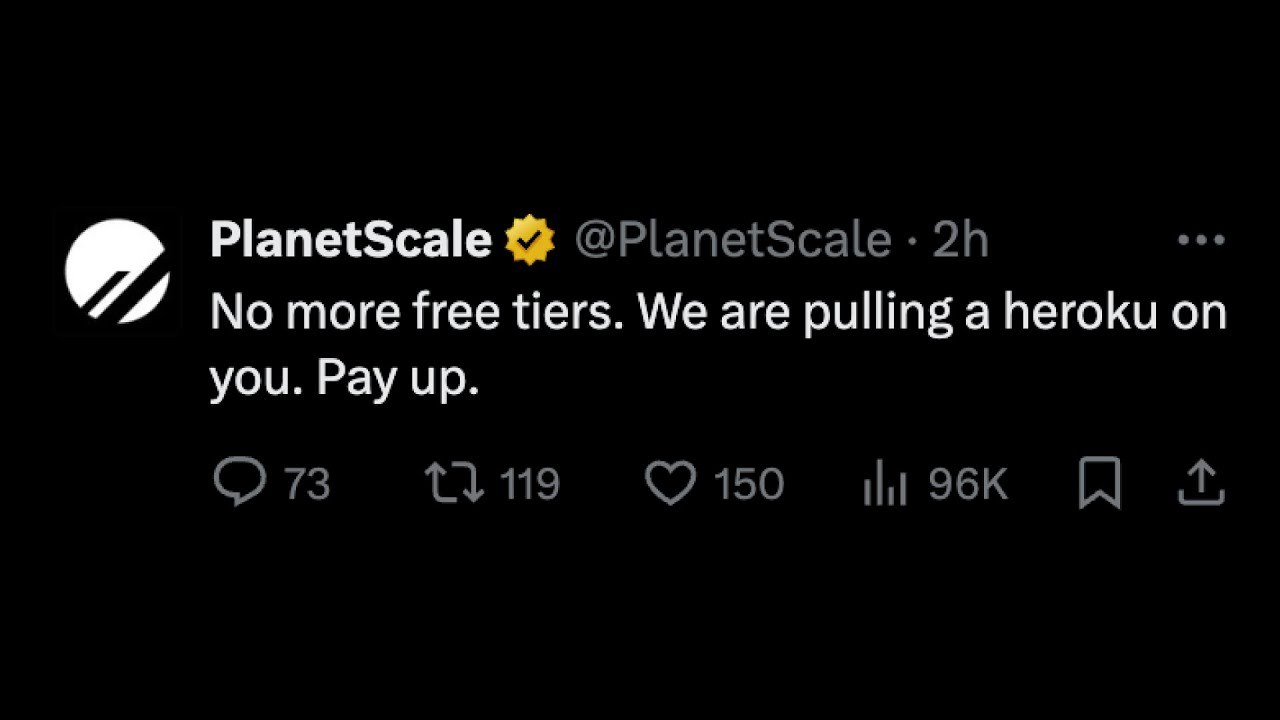 PlanetScale @PlanetScale · 2h
No more free tiers. We are pulling a heroku on
you. Pay up.
73 119 150 96K